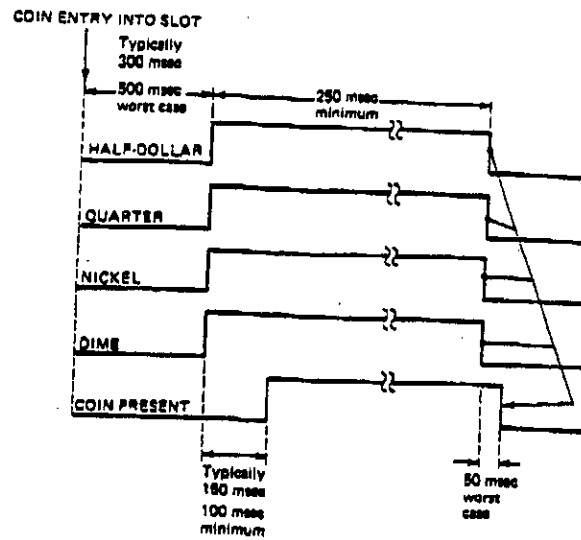 COIN ENTRY INTO SLOT
Typically
300 msec
500 msec
worst case
250 msec
minimum
HALF-DOLLAR
QUARTER
NICKEL
DIME
COIN PRESENT
Typically
150 msec
100 msec
minimum
50 msec
worst
case